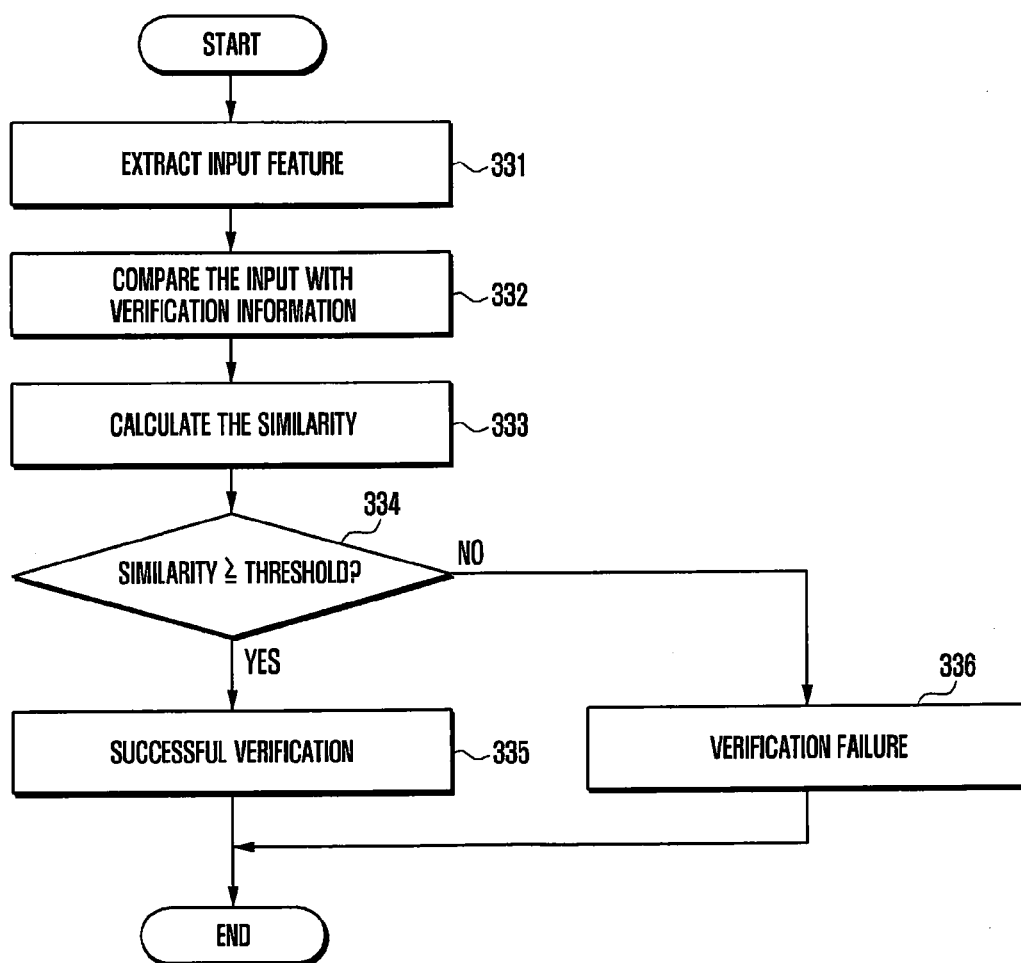 START
EXTRACT INPUT FEATURE
331
COMPARE THE INPUT WITH
VERIFICATION INFORMATION
332
CALCULATE THE SIMILARITY
333
334
SIMILARITY ≧ THRESHOLD?
NO
YES
336
SUCCESSFUL VERIFICATION
335
VERIFICATION FAILURE
END